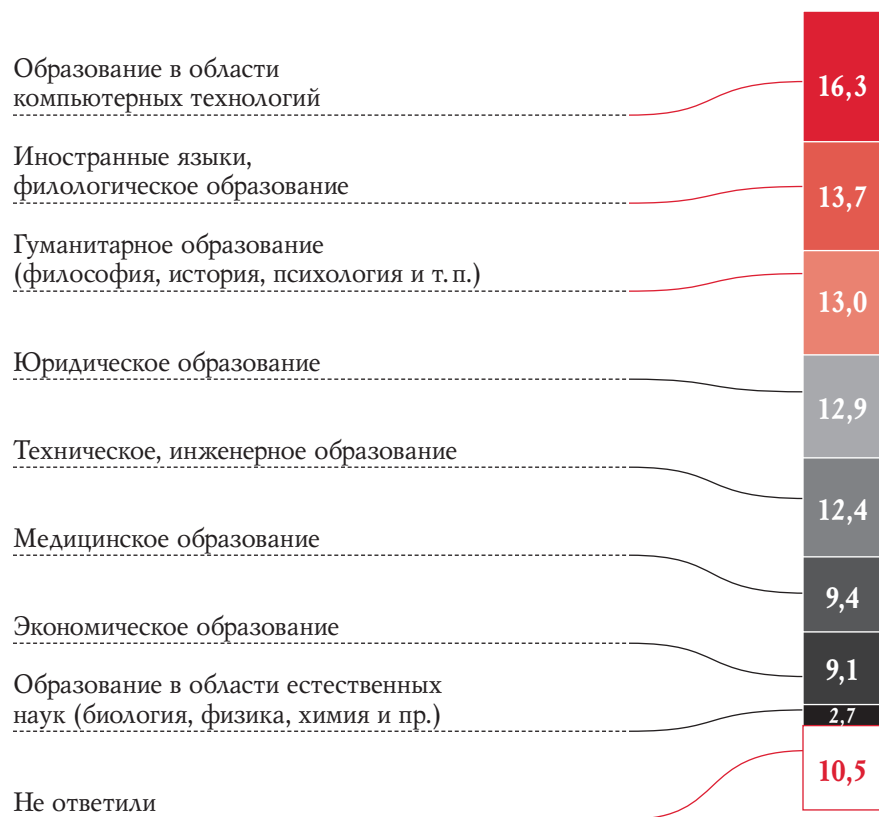 Образование в области
компьютерных технологий
16,3
Иностранные языки,
филологическое образование
13,7
Гуманитарное образование
(философия, история, психология и т. п.)
13,0
Юридическое образование
12,9
Техническое, инженерное образование
12,4
Медицинское образование
9,4
Экономическое образование
9,1
Образование в области естественных
наук (биология, физика, химия и пр.)
2,7
Не ответили
10,5